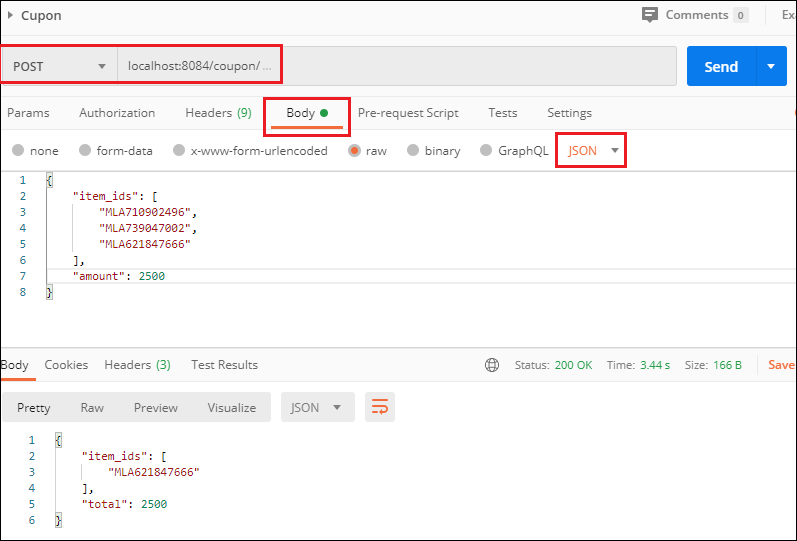 Cupon Comments 0 Exa
POST localhost:8084/coupon/ ... Send
Params Authorization Headers (9) Body Pre-request Script Tests Settings
none form-data x-www-form-urlencoded raw binary GraphQL JSON
1 {
2 "item_ids": [
3 "MLA710902496",
4 "MLA739047002",
5 "MLA621847666"
6 ],
7 "amount": 2500
8 }
Body Cookies Headers (3) Test Results Status: 200 OK Time: 3.44 s Size: 166 B Save
Pretty Raw Preview Visualize JSON
1 {
2 "item_ids": [
3 "MLA621847666"
4 ],
5 "total": 2500
6 }